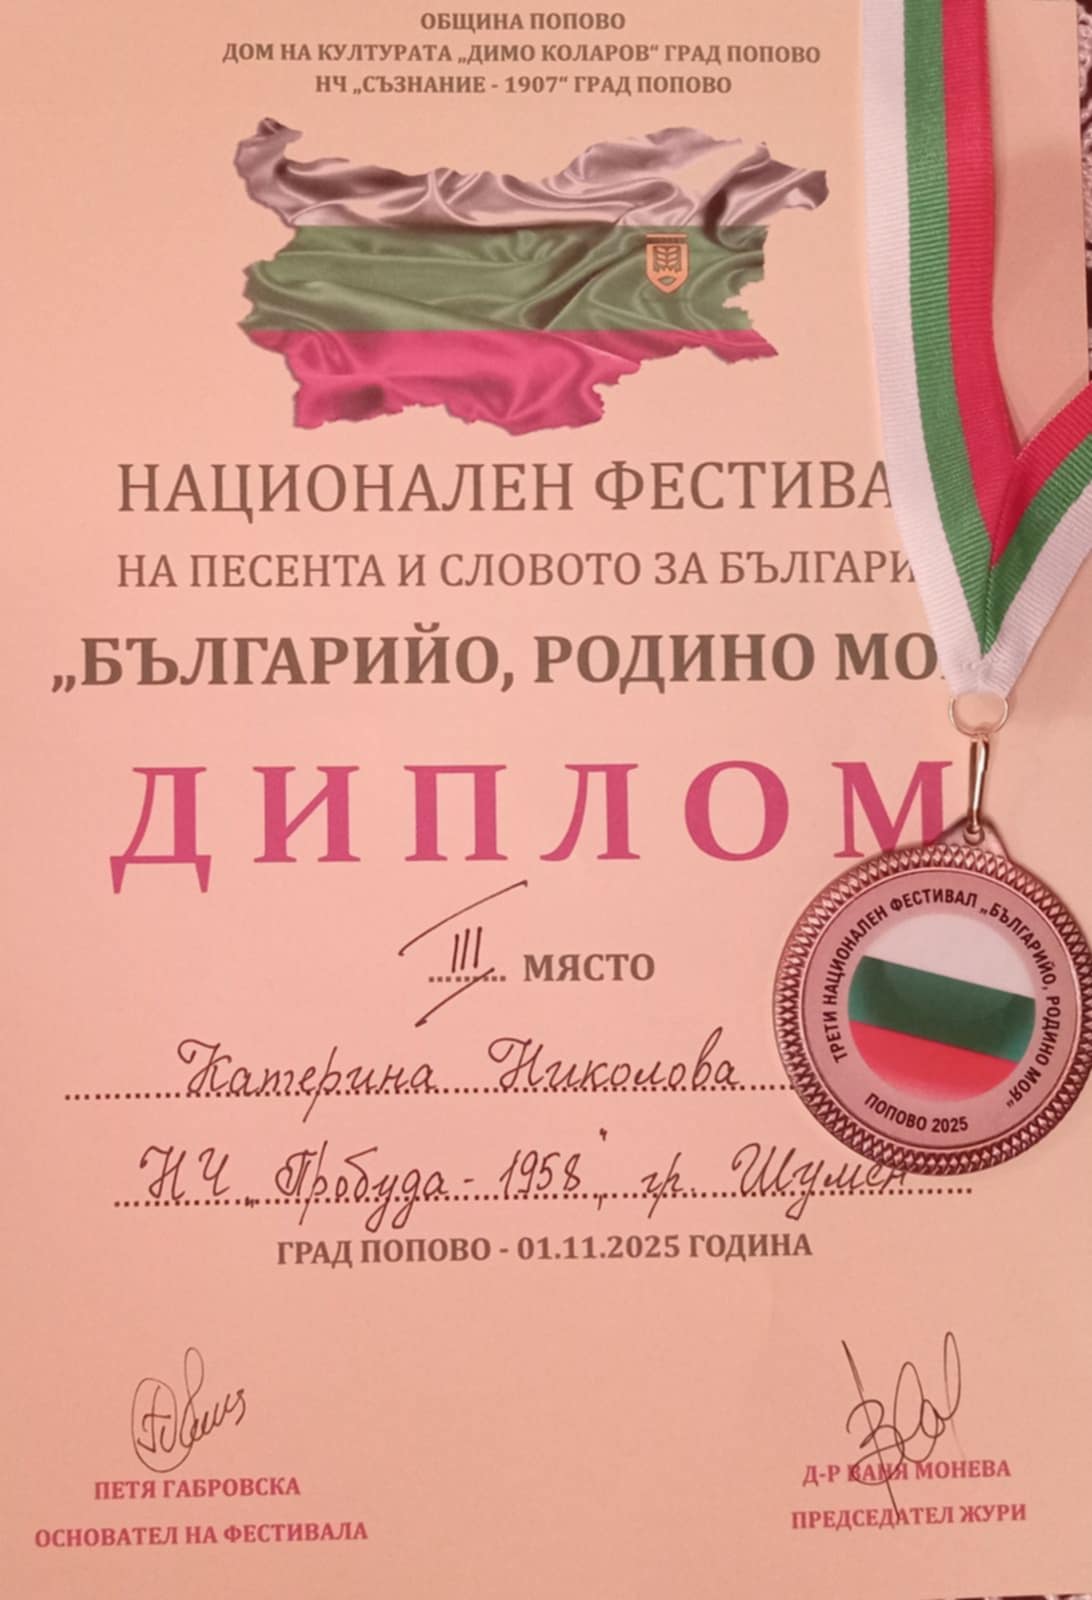 ОБЩИНА ПОПОВО
ДОМ НА КУЛТУРАТА „ДИМО КОЛАРОВ“ ГРАД ПОПОВО
НЧ „СЪЗНАНИЕ - 1907“ ГРАД ПОПОВО
НАЦИОНАЛЕН ФЕСТИВА
НА ПЕСЕНТА И СЛОВОТО ЗА БЪЛГАРИ
„БЪЛГАРИЙО, РОДИНО МО
ДИПЛОМ
III МЯСТО
Катерина Николова
НЧ „Пробуда - 1958“, гр. Шумен
ГРАД ПОПОВО - 01.11.2025 ГОДИНА
ТРЕТИ НАЦИОНАЛЕН ФЕСТИВАЛ „БЪЛГАРИЙО, РОДИНО МОЯ“
ПОПОВО 2025
ПЕТЯ ГАБРОВСКА
ОСНОВАТЕЛ НА ФЕСТИВАЛА
Д-Р ВАНЯ МОНЕВА
ПРЕДСЕДАТЕЛ ЖУРИ